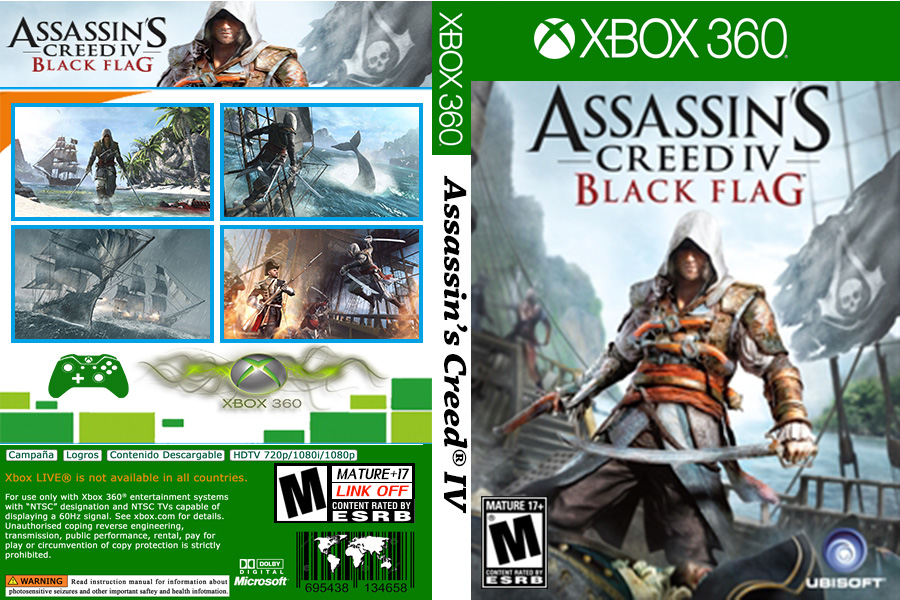 ASSASSIN'S
CREED IV
BLACK FLAG
Campaña
Logros
Contenido Descargable
HDTV 720p/1080i/1080p
Xbox LIVE® is not available in all countries.
For use only with Xbox 360® entertainment systems
with "NTSC" designation and NTSC TVs capable of
displaying a 60Hz signal. See xbox.com for details.
Unauthorised coping reverse engineering,
transmission, public performance, rental, pay for
play or circumvention of copy protection is strictly
prohibited.
WARNING Read instruction manual for information about
photosensitive seizures and other important saftey and health infotmation.
XBOX 360
M
MATURE+17
LINK OFF
CONTENT RATED BY
ESRB
DOLBY
DIGITAL
Microsoft
695438 134658
XBOX 360
Assassin's Creed® IV
XBOX 360®
ASSASSIN'S
CREED IV
BLACK FLAG
MATURE 17+
M
CONTENT RATED BY
ESRB
UBISOFT